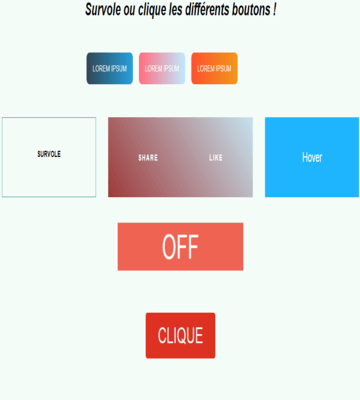 Survole ou clique les différents boutons !
LOREM IPSUM LOREM IPSUM LOREM IPSUM
SURVOLE SHARE LIKE Hover
OFF
CLIQUE